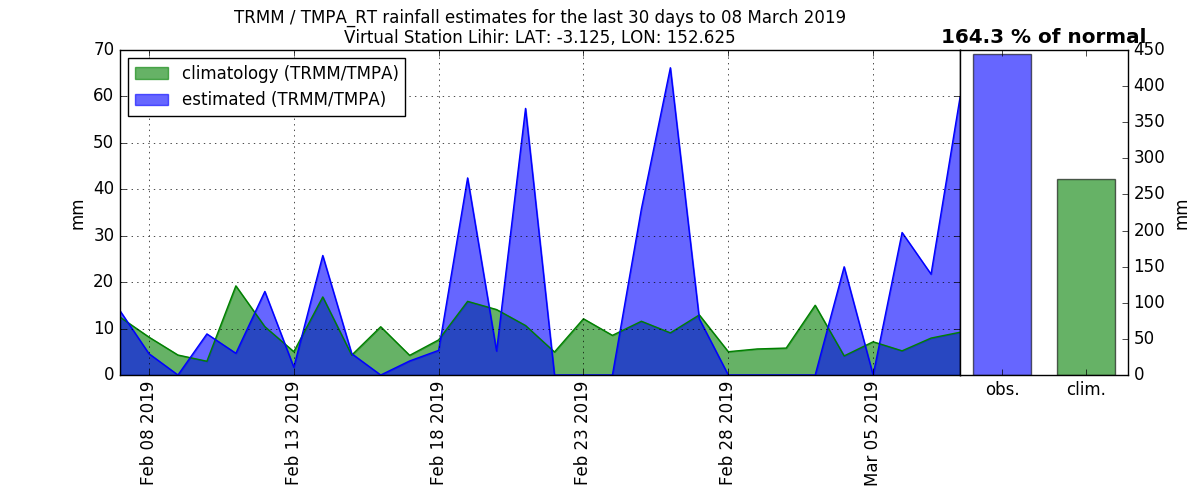 TRMM / TMPA_RT rainfall estimates for the last 30 days to 08 March 2019
Virtual Station Lihir: LAT: -3.125, LON: 152.625
164.3 % of normal
climatology (TRMM/TMPA)
estimated (TRMM/TMPA)
70
60
50
40
30
20
10
0
mm
Feb 08 2019
Feb 13 2019
Feb 18 2019
Feb 23 2019
Feb 28 2019
Mar 05 2019
obs.
clim.
450
400
350
300
250
200
150
100
50
0
mm